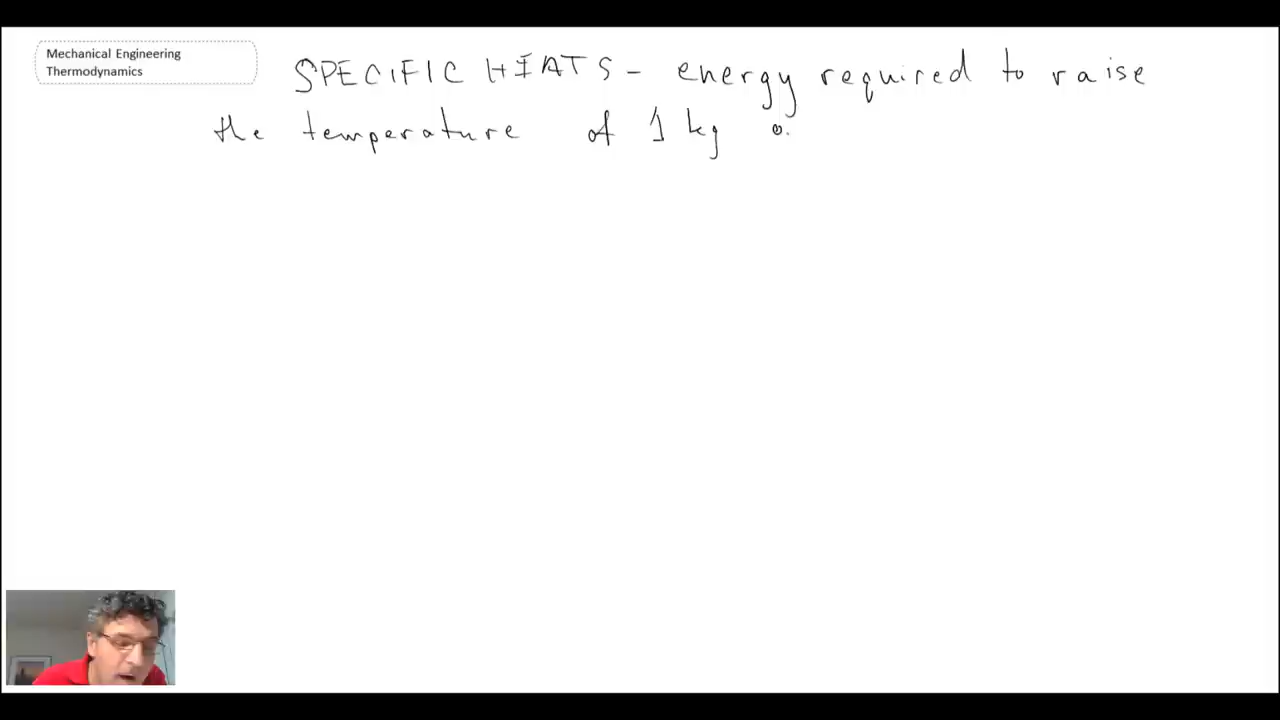 Mechanical Engineering
Thermodynamics
SPECIFIC HEATS - energy required to raise
the temperature of 1 kg